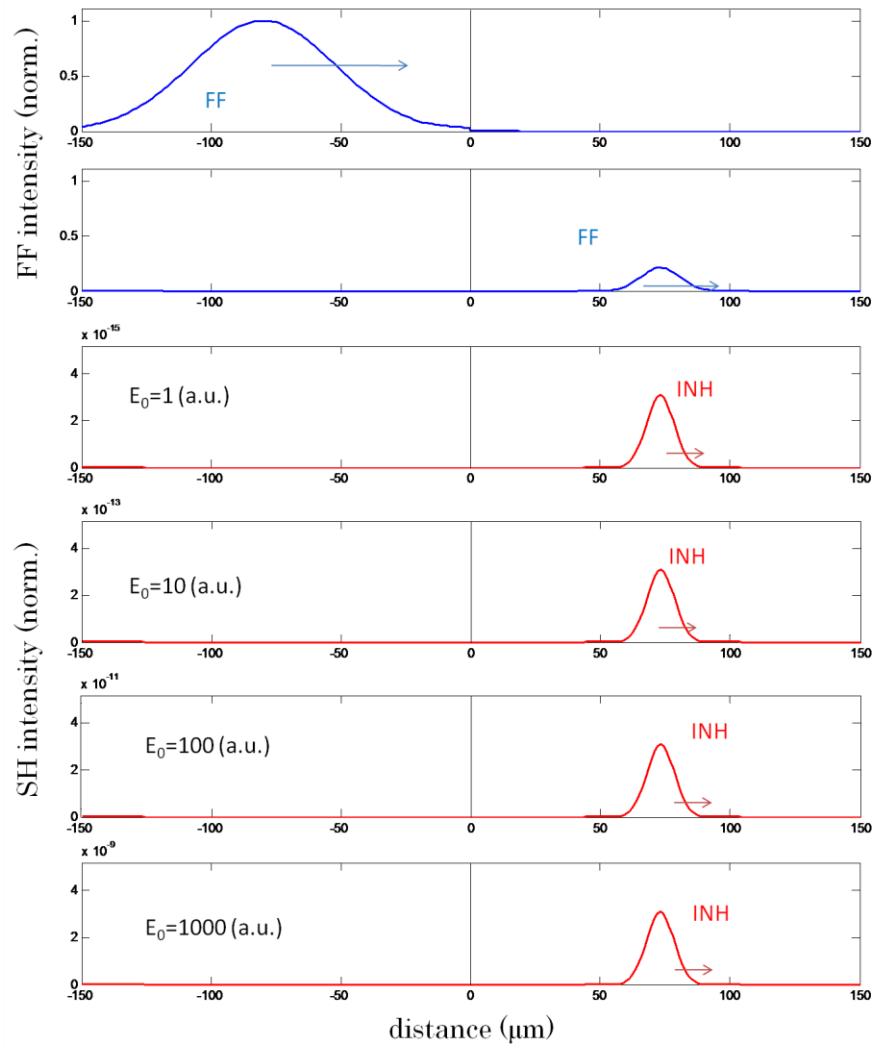 FF intensity (norm.)
1
0.5
0
FF
-150 -100 -50 0 50 100 150
1
0.5
0
FF
-150 -100 -50 0 50 100 150
x 10⁻¹⁵
4
2
0
E₀=1 (a.u.)
INH
-150 -100 -50 0 50 100 150
SH intensity (norm.)
x 10⁻¹³
4
2
0
E₀=10 (a.u.)
INH
-150 -100 -50 0 50 100 150
x 10⁻¹¹
4
2
0
E₀=100 (a.u.)
INH
-150 -100 -50 0 50 100 150
x 10⁻⁹
4
2
0
E₀=1000 (a.u.)
INH
-150 -100 -50 0 50 100 150
distance (μm)